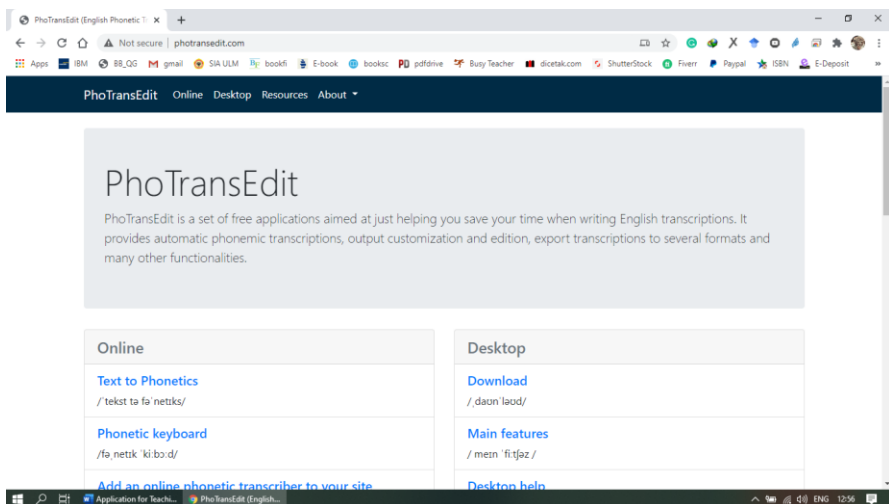 PhoTransEdit (English Phonetic T
Not secure | photransedit.com
Apps IBM BB_QG gmail SIA ULM bookfi E-book booksc pdfdrive Busy Teacher dicetak.com ShutterStock Fiverr Paypal ISBN E-Deposit
PhoTransEdit Online Desktop Resources About
PhoTransEdit
PhoTransEdit is a set of free applications aimed at just helping you save your time when writing English transcriptions. It
provides automatic phonemic transcriptions, output customization and edition, export transcriptions to several formats and
many other functionalities.
Online
Text to Phonetics
/ˈtekst tə fəˈnetɪks/
Phonetic keyboard
/fəˌnetɪk ˈkiːbɔːd/
Add an online phonetic transcriber to your site
Desktop
Download
/ˌdaʊnˈləʊd/
Main features
/ meɪn ˈfiːtʃəz /
Desktop help
Application for Teachi... PhoTransEdit (English... ENG 12:56